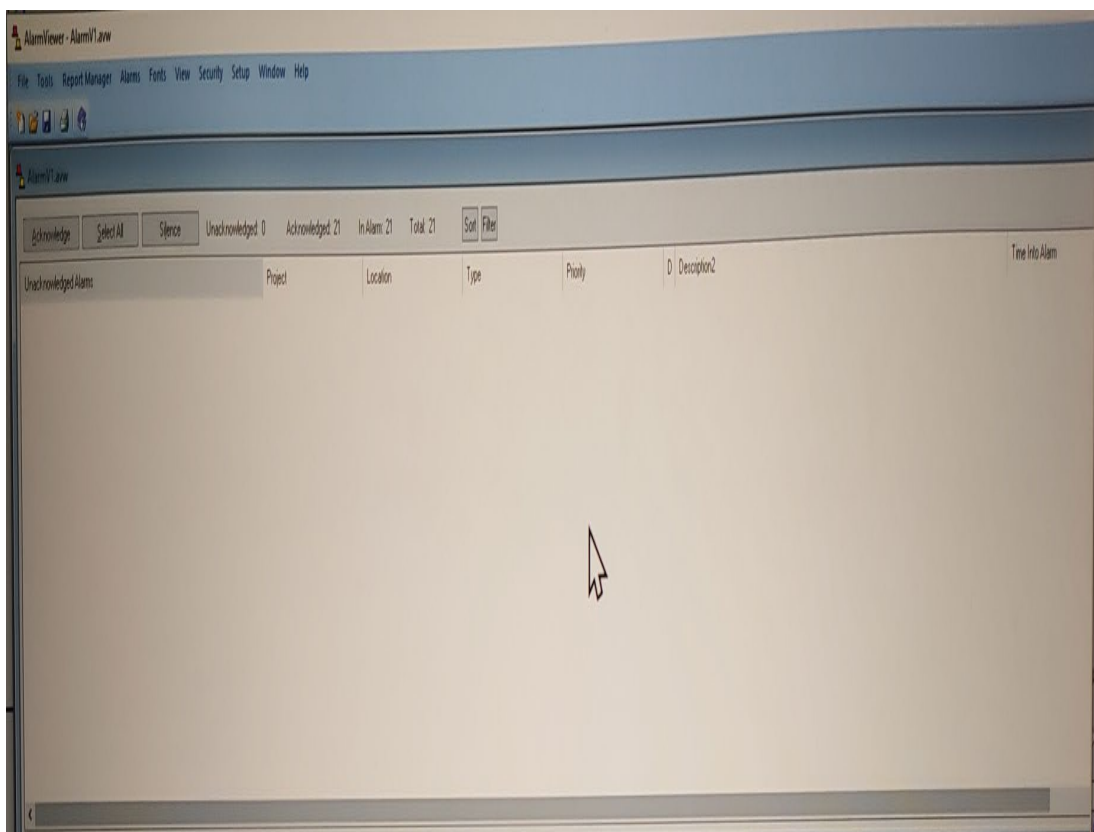 AlarmViewer - AlarmV1.avw
File Tools Report Manager Alarms Fonts View Security Setup Window Help
AlarmV1.avw
Acknowledge Select All Silence Unacknowledged: 0 Acknowledged: 21 In Alarm: 21 Total: 21 Sort Filter
Unacknowledged Alarms Project Location Type Priority D Description2 Time Into Alarm